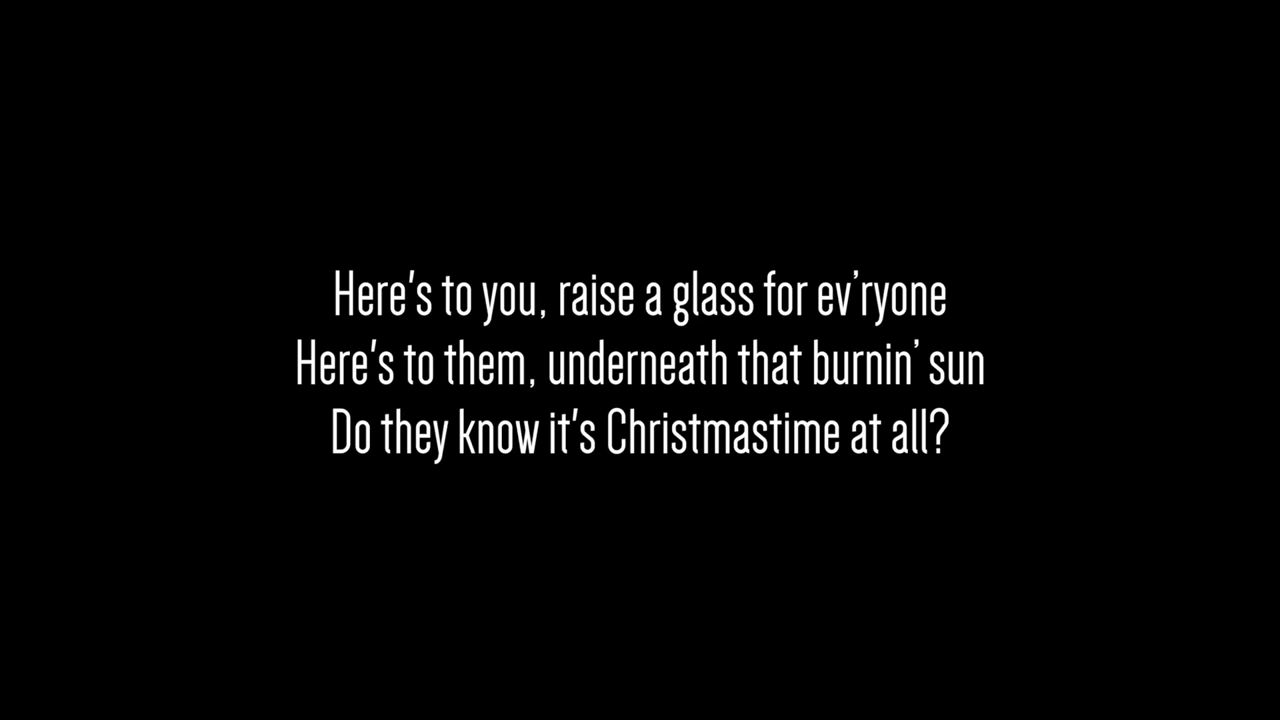 Here's to you, raise a glass for ev’ryone
Here's to them, underneath that burnin’ sun
Do they know it's Christmastime at all?